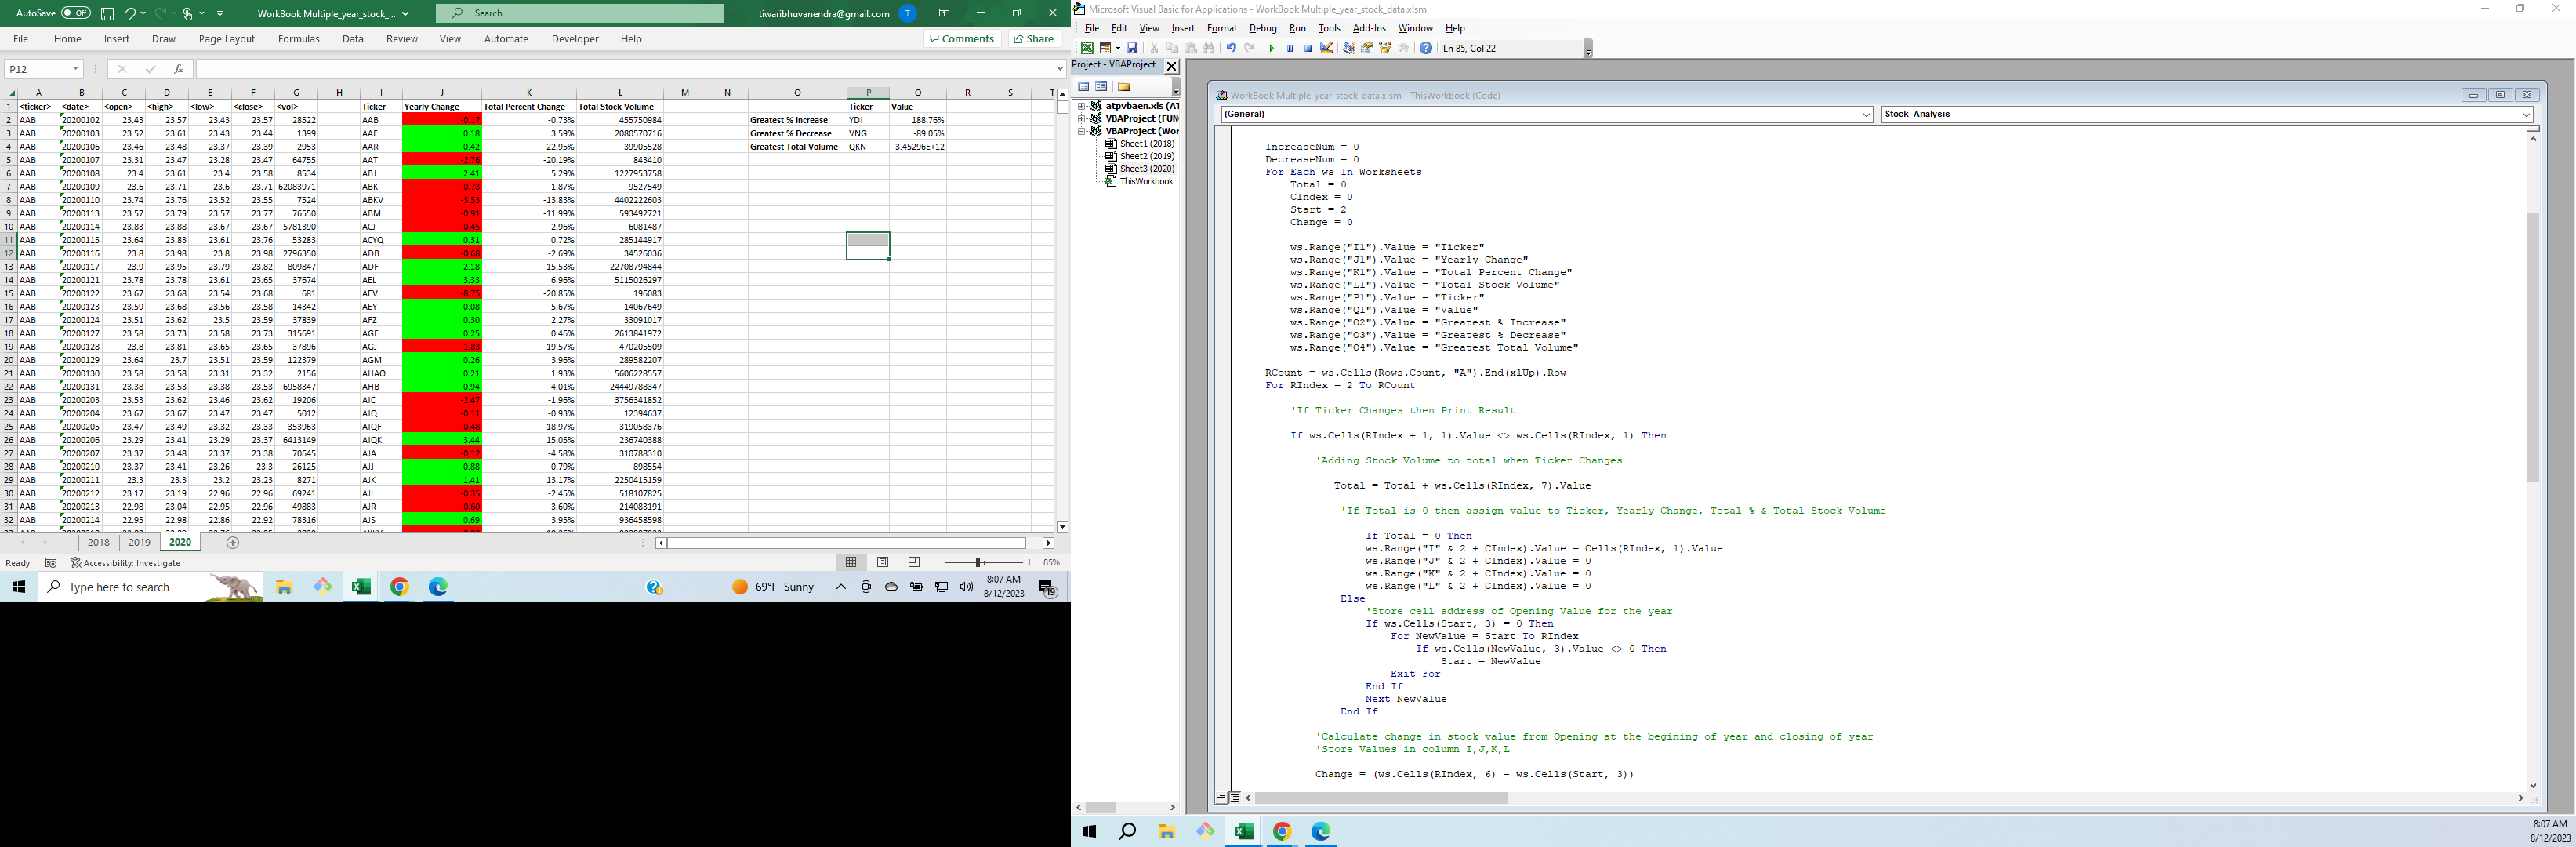 AutoSave Off WorkBook Multiple_year_stock_... Search tiwaribhuvanendra@gmail.com T
File Home Insert Draw Page Layout Formulas Data Review View Automate Developer Help Comments Share
P12 fx
A B C D E F G H I J K L M N O P Q R S T
1 <ticker> <date> <open> <high> <low> <close> <vol> Ticker Yearly Change Total Percent Change Total Stock Volume Ticker Value
2 AAB 20200102 23.43 23.57 23.43 23.57 28522 AAB -0.17 -0.73% 455750984 Greatest % Increase YDI 188.76%
3 AAB 20200103 23.52 23.61 23.43 23.44 1399 AAF 0.18 3.59% 2080570716 Greatest % Decrease VNG -89.05%
4 AAB 20200106 23.46 23.48 23.37 23.39 2953 AAR 0.42 22.95% 39905528 Greatest Total Volume QKN 3.45296E+12
5 AAB 20200107 23.31 23.47 23.28 23.47 64755 AAT -2.76 -20.19% 843410
6 AAB 20200108 23.4 23.61 23.4 23.58 8534 ABJ 2.41 5.29% 1227953758
7 AAB 20200109 23.6 23.71 23.6 23.71 62083971 ABK -0.73 -1.87% 9527549
8 AAB 20200110 23.74 23.76 23.52 23.55 7524 ABKV -3.53 -13.83% 4402222603
9 AAB 20200113 23.57 23.79 23.57 23.77 76550 ABM -0.91 -11.99% 593492721
10 AAB 20200114 23.83 23.88 23.67 23.67 5781390 ACJ -0.45 -2.96% 6081487
11 AAB 20200115 23.64 23.83 23.61 23.76 53283 ACYQ 0.31 0.72% 285144917
12 AAB 20200116 23.8 23.98 23.8 23.98 2796350 ADB -0.68 -2.69% 34526036
13 AAB 20200117 23.9 23.95 23.79 23.82 809847 ADF 2.18 15.53% 22708794844
14 AAB 20200121 23.78 23.78 23.61 23.65 37674 AEL 3.33 6.96% 5115026297
15 AAB 20200122 23.67 23.68 23.54 23.68 681 AEV -8.75 -20.85% 196083
16 AAB 20200123 23.59 23.68 23.56 23.58 14342 AEY 0.08 5.67% 14067649
17 AAB 20200124 23.51 23.62 23.5 23.59 37839 AFZ 0.30 2.27% 33091017
18 AAB 20200127 23.58 23.73 23.58 23.73 315691 AGF 0.25 0.46% 2613841972
19 AAB 20200128 23.8 23.81 23.65 23.65 37896 AGJ -1.83 -19.57% 470205509
20 AAB 20200129 23.64 23.7 23.51 23.59 122379 AGM 0.26 3.96% 289582207
21 AAB 20200130 23.58 23.58 23.31 23.32 2156 AHAO 0.21 1.93% 5606228557
22 AAB 20200131 23.38 23.53 23.38 23.53 6958347 AHB 0.94 4.01% 24449788347
23 AAB 20200203 23.53 23.62 23.46 23.62 19206 AIC -2.47 -1.96% 3756341852
24 AAB 20200204 23.67 23.67 23.47 23.47 5012 AIQ -0.11 -0.93% 12394637
25 AAB 20200205 23.47 23.49 23.32 23.33 353963 AIQF -0.48 -18.97% 319058376
26 AAB 20200206 23.29 23.41 23.29 23.37 6413149 AIQK 3.44 15.05% 236740388
27 AAB 20200207 23.37 23.48 23.37 23.38 70645 AJA -0.12 -4.58% 310788310
28 AAB 20200210 23.37 23.41 23.26 23.3 26125 AJJ 0.88 0.79% 898554
29 AAB 20200211 23.3 23.3 23.2 23.23 8271 AJK 1.41 13.17% 2250415159
30 AAB 20200212 23.17 23.19 22.96 22.96 69241 AJL -0.35 -2.45% 518107825
31 AAB 20200213 22.98 23.04 22.95 22.96 49883 AJR -0.60 -3.60% 214083191
32 AAB 20200214 22.95 22.98 22.86 22.92 78316 AJS 0.69 3.95% 936458598
2018 2019 2020
Ready Accessibility: Investigate 85%
Type here to search 69°F Sunny 8:07 AM
8/12/2023 19
Microsoft Visual Basic for Applications - WorkBook Multiple_year_stock_data.xlsm
File Edit View Insert Format Debug Run Tools Add-Ins Window Help
Ln 85, Col 22
Project - VBAProject
atpvbaen.xls (AT
VBAProject (FUN
VBAProject (Wor
Sheet1 (2018)
Sheet2 (2019)
Sheet3 (2020)
ThisWorkbook
WorkBook Multiple_year_stock_data.xlsm - ThisWorkbook (Code)
(General) Stock_Analysis
IncreaseNum = 0
DecreaseNum = 0
For Each ws In Worksheets
Total = 0
CIndex = 0
Start = 2
Change = 0
ws.Range("I1").Value = "Ticker"
ws.Range("J1").Value = "Yearly Change"
ws.Range("K1").Value = "Total Percent Change"
ws.Range("L1").Value = "Total Stock Volume"
ws.Range("P1").Value = "Ticker"
ws.Range("Q1").Value = "Value"
ws.Range("O2").Value = "Greatest % Increase"
ws.Range("O3").Value = "Greatest % Decrease"
ws.Range("O4").Value = "Greatest Total Volume"
RCount = ws.Cells(Rows.Count, "A").End(xlUp).Row
For RIndex = 2 To RCount
'If Ticker Changes then Print Result
If ws.Cells(RIndex + 1, 1).Value <> ws.Cells(RIndex, 1) Then
'Adding Stock Volume to total when Ticker Changes
Total = Total + ws.Cells(RIndex, 7).Value
'If Total is 0 then assign value to Ticker, Yearly Change, Total % & Total Stock Volume
If Total = 0 Then
ws.Range("I" & 2 + CIndex).Value = Cells(RIndex, 1).Value
ws.Range("J" & 2 + CIndex).Value = 0
ws.Range("K" & 2 + CIndex).Value = 0
ws.Range("L" & 2 + CIndex).Value = 0
Else
'Store cell address of Opening Value for the year
If ws.Cells(Start, 3) = 0 Then
For NewValue = Start To RIndex
If ws.Cells(NewValue, 3).Value <> 0 Then
Start = NewValue
Exit For
End If
Next NewValue
End If
'Calculate change in stock value from Opening at the begining of year and closing of year
'Store Values in column I,J,K,L
Change = (ws.Cells(RIndex, 6) - ws.Cells(Start, 3))
8:07 AM
8/12/2023